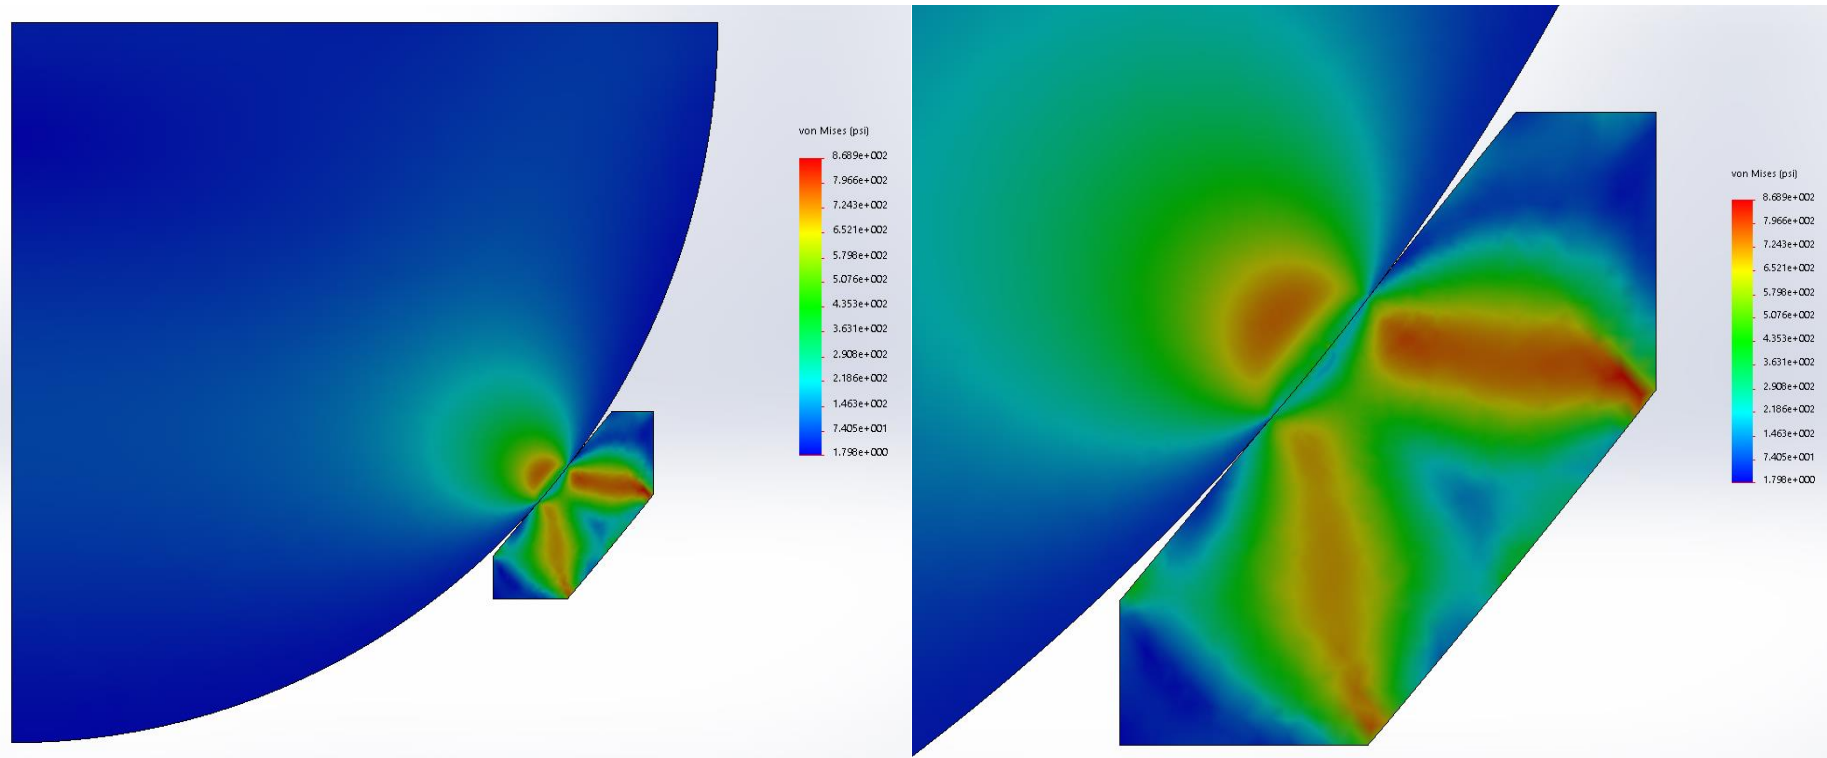 von Mises (psi)
8.689e+002
7.966e+002
7.243e+002
6.521e+002
5.798e+002
5.076e+002
4.353e+002
3.631e+002
2.908e+002
2.186e+002
1.463e+002
7.405e+001
1.798e+000
von Mises (psi)
8.689e+002
7.966e+002
7.243e+002
6.521e+002
5.798e+002
5.076e+002
4.353e+002
3.631e+002
2.908e+002
2.186e+002
1.463e+002
7.405e+001
1.798e+000